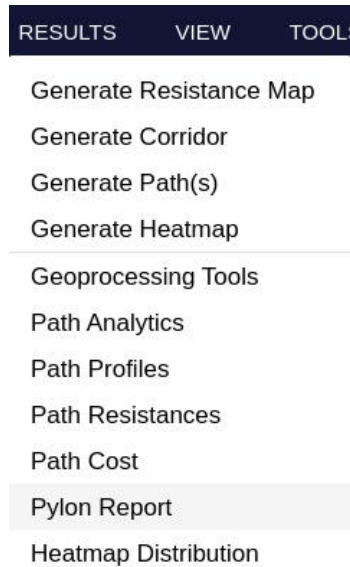 RESULTS VIEW TOOLS
Generate Resistance Map
Generate Corridor
Generate Path(s)
Generate Heatmap
Geoprocessing Tools
Path Analytics
Path Profiles
Path Resistances
Path Cost
Pylon Report
Heatmap Distribution